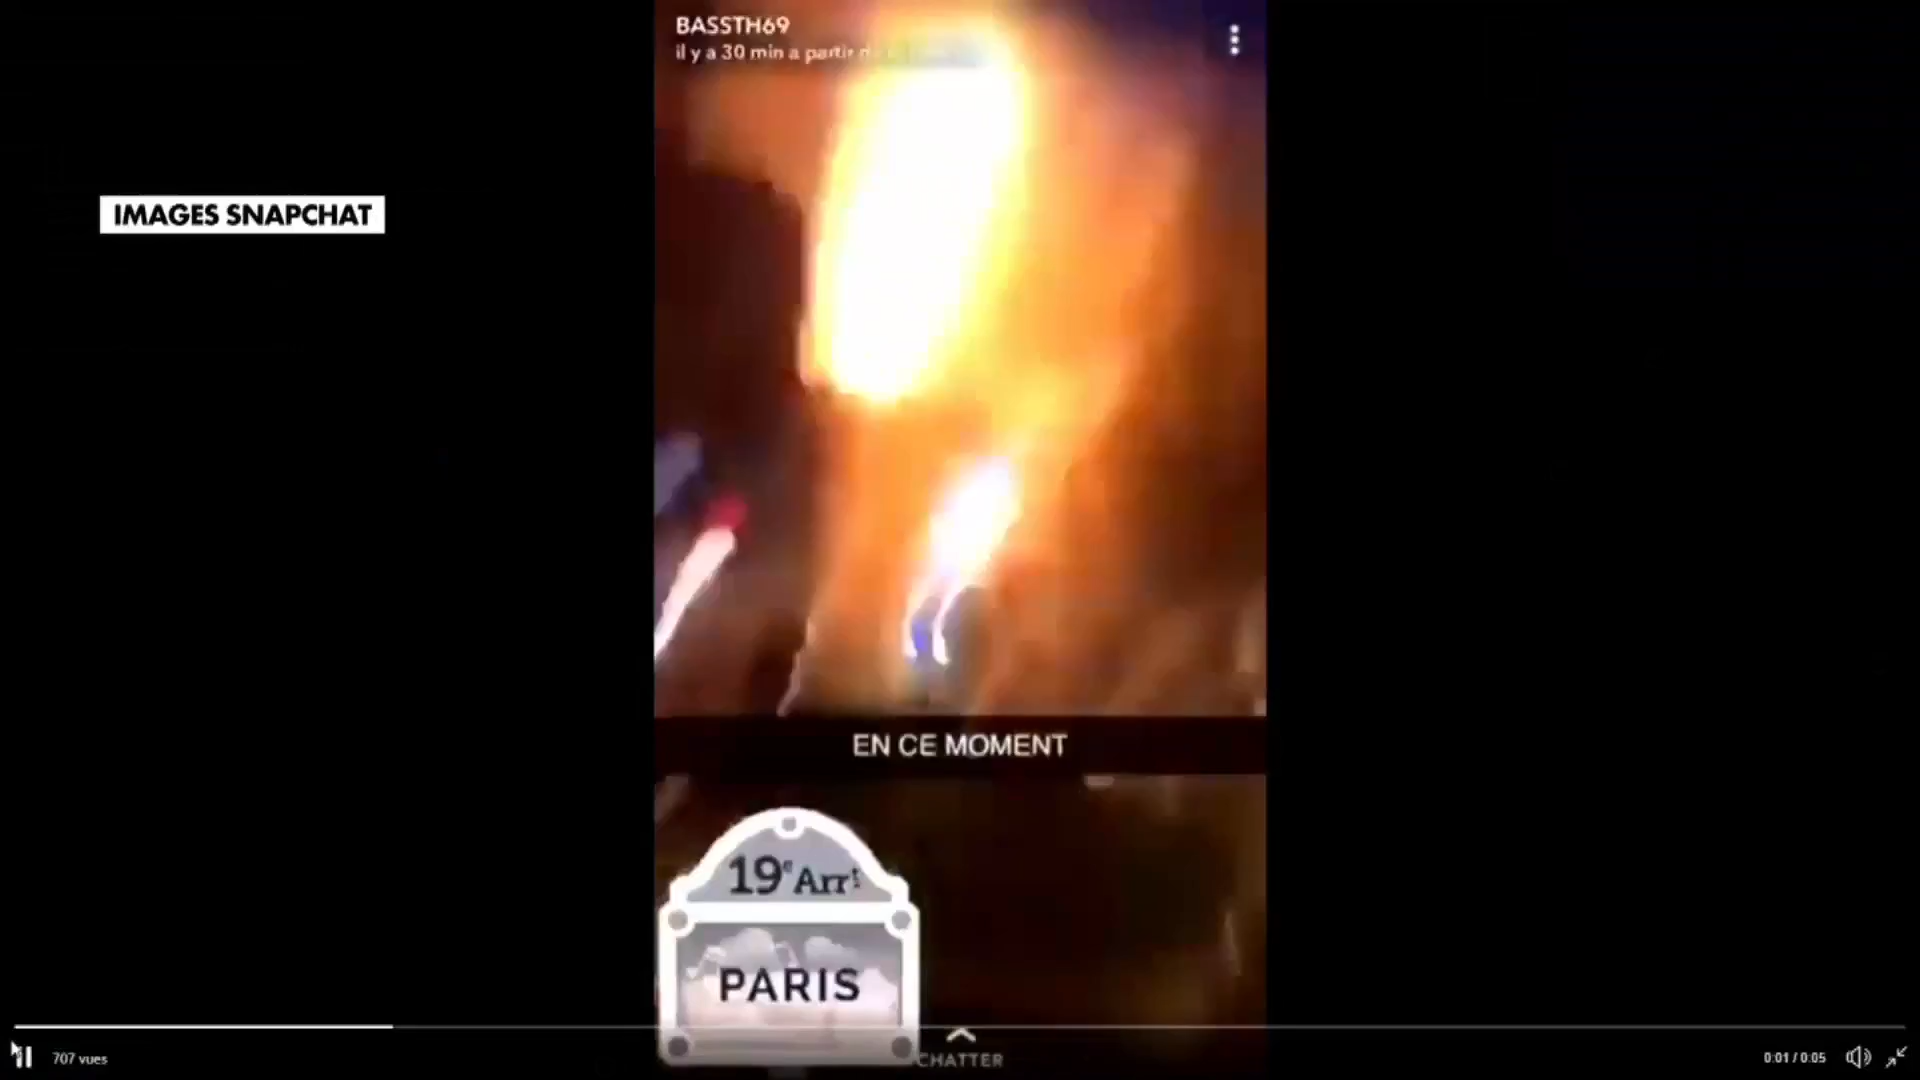 BASSTH69
il y a 30 min a partir
IMAGES SNAPCHAT
EN CE MOMENT
19e Arrt
PARIS
CHATTER
707 vues
0:01 / 0:05